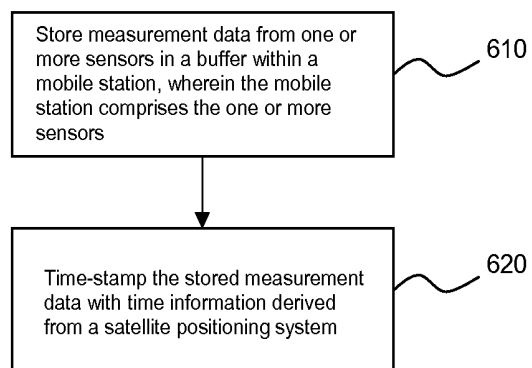 Store measurement data from one or
more sensors in a buffer within a
mobile station, wherein the mobile
station comprises the one or more
sensors
610
Time-stamp the stored measurement
data with time information derived
from a satellite positioning system
620